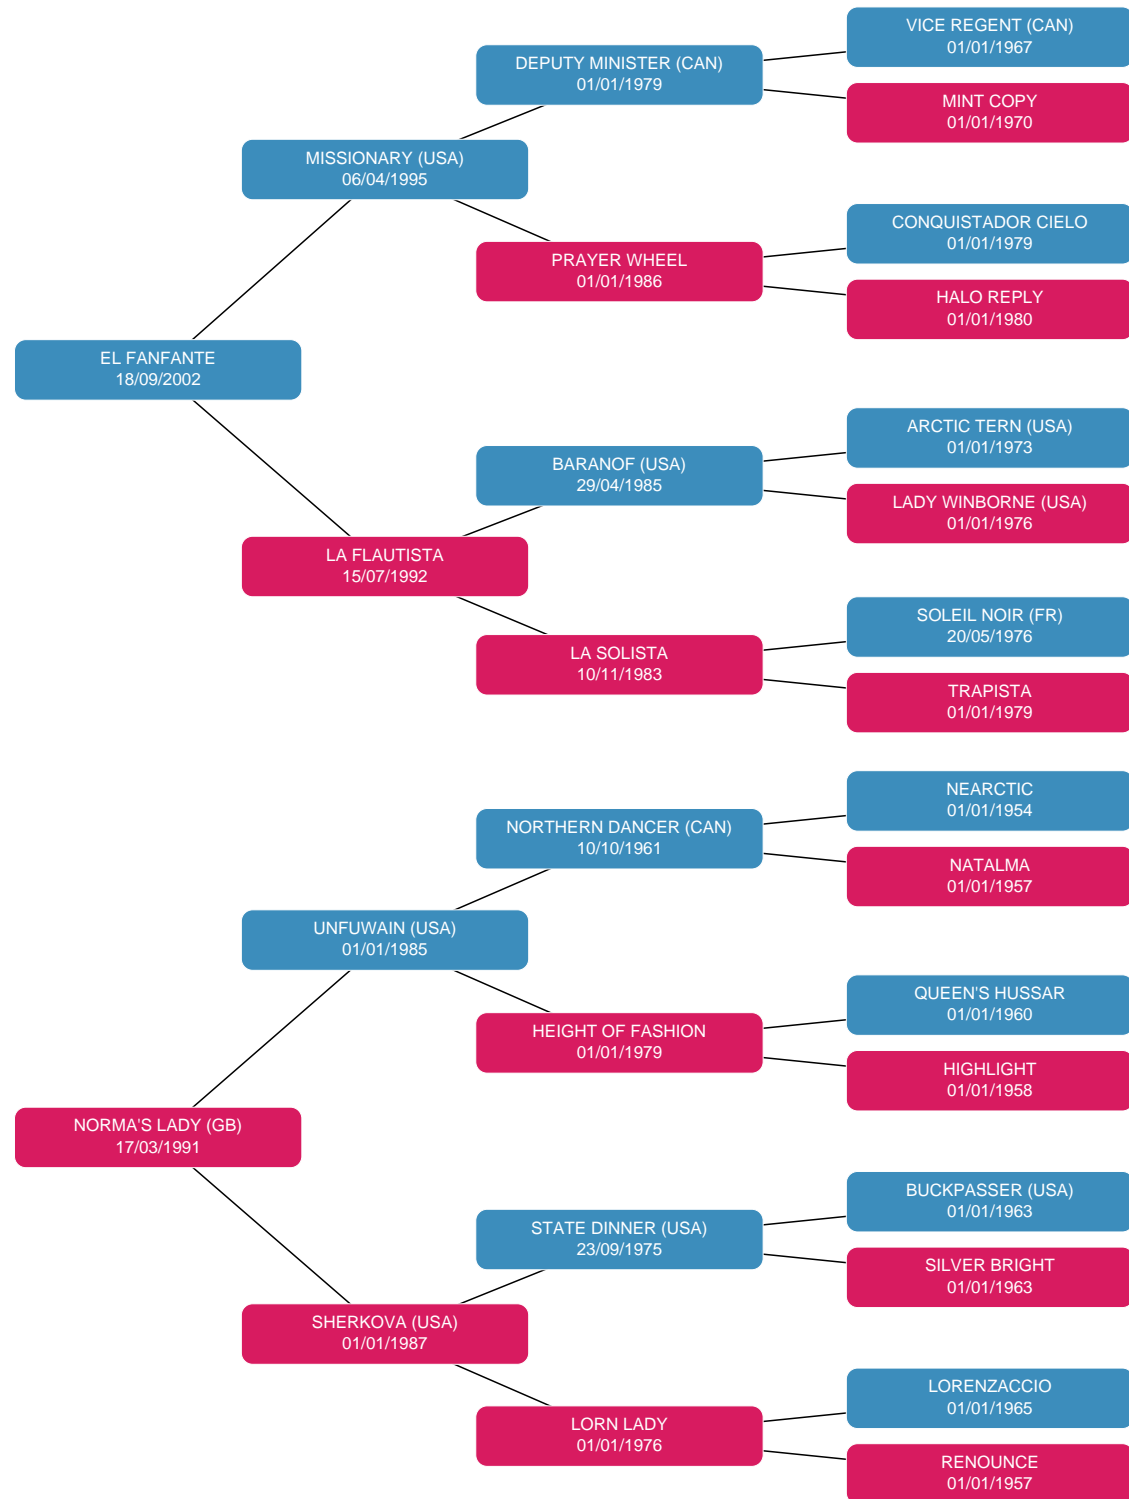 VICE REGENT (CAN)
01/01/1967
DEPUTY MINISTER (CAN)
01/01/1979
MINT COPY
01/01/1970
MISSIONARY (USA)
06/04/1995
CONQUISTADOR CIELO
01/01/1979
PRAYER WHEEL
01/01/1986
HALO REPLY
01/01/1980
EL FANFANTE
18/09/2002
ARCTIC TERN (USA)
01/01/1973
BARANOF (USA)
29/04/1985
LADY WINBORNE (USA)
01/01/1976
LA FLAUTISTA
15/07/1992
SOLEIL NOIR (FR)
20/05/1976
LA SOLISTA
10/11/1983
TRAPISTA
01/01/1979
NEARCTIC
01/01/1954
NORTHERN DANCER (CAN)
10/10/1961
NATALMA
01/01/1957
UNFUWAIN (USA)
01/01/1985
QUEEN'S HUSSAR
01/01/1960
HEIGHT OF FASHION
01/01/1979
HIGHLIGHT
01/01/1958
NORMA'S LADY (GB)
17/03/1991
BUCKPASSER (USA)
01/01/1963
STATE DINNER (USA)
23/09/1975
SILVER BRIGHT
01/01/1963
SHERKOVA (USA)
01/01/1987
LORENZACCIO
01/01/1965
LORN LADY
01/01/1976
RENOUNCE
01/01/1957